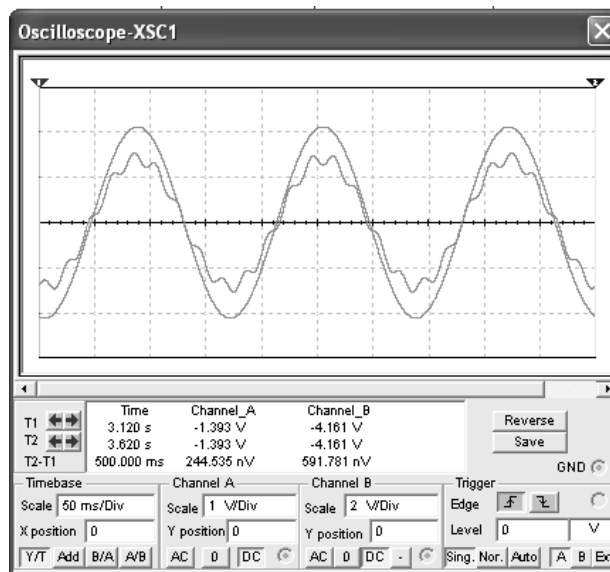 Oscilloscope-XSC1
1 2
Time Channel_A Channel_B
T1 3.120 s -1.393 V -4.161 V
T2 3.620 s -1.393 V -4.161 V
T2-T1 500.000 ms 244.535 nV 591.781 nV
Reverse
Save
GND
Timebase Channel A Channel B Trigger
Scale 50 ms/Div Scale 1 V/Div Scale 2 V/Div Edge
X position 0 Y position 0 Y position 0 Level 0 V
Y/T Add B/A A/B AC 0 DC AC 0 DC - Sing. Nor. Auto A B Ext